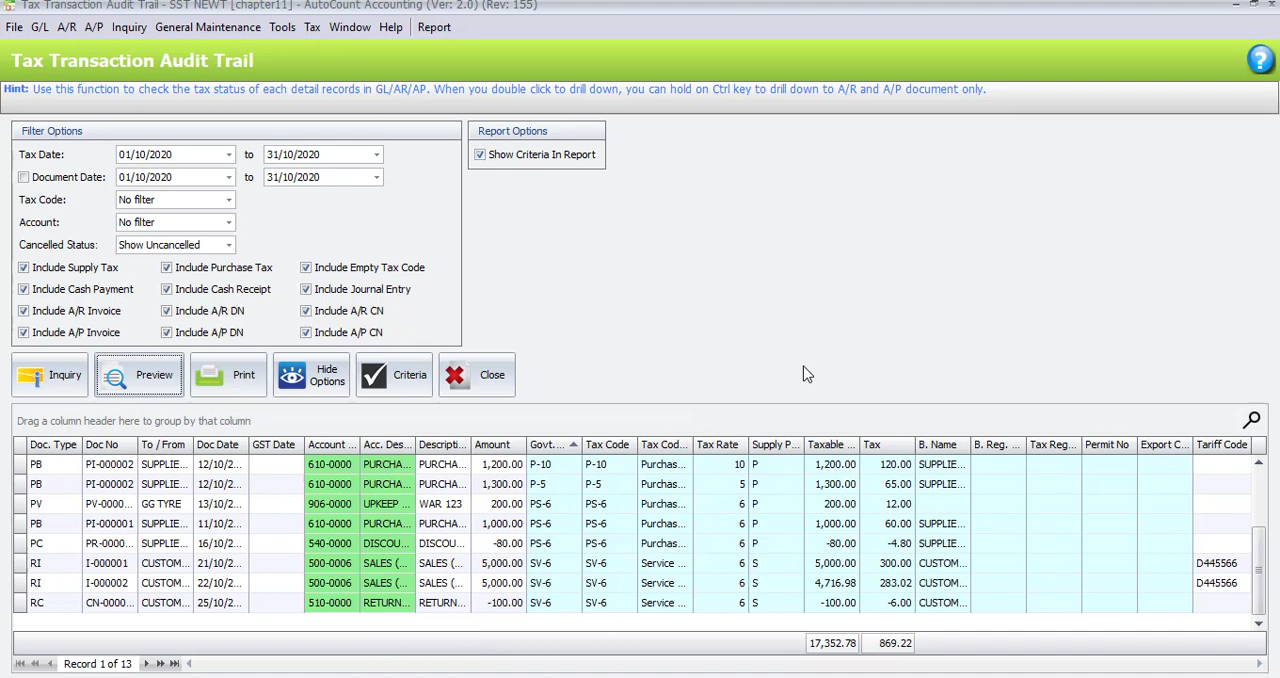 Tax Transaction Audit Trail - SST NEWT [chapter11] - AutoCount Accounting (Ver: 2.0) (Rev: 155)
File G/L A/R A/P Inquiry General Maintenance Tools Tax Window Help Report
Tax Transaction Audit Trail
Hint: Use this function to check the tax status of each detail records in GL/AR/AP. When you double click to drill down, you can hold on Ctrl key to drill down to A/R and A/P document only.
Filter Options Report Options
Tax Date: 01/10/2020 to 31/10/2020 Show Criteria In Report
Document Date: 01/10/2020 to 31/10/2020
Tax Code: No filter
Account: No filter
Cancelled Status: Show Uncancelled
Include Supply Tax Include Purchase Tax Include Empty Tax Code
Include Cash Payment Include Cash Receipt Include Journal Entry
Include A/R Invoice Include A/R DN Include A/R CN
Include A/P Invoice Include A/P DN Include A/P CN
Inquiry Preview Print Hide Options Criteria Close
Drag a column header here to group by that column
Doc. Type Doc No To / From Doc Date GST Date Account ... Acc. Des... Descripti... Amount Govt. ... Tax Code Tax Cod... Tax Rate Supply P... Taxable ... Tax B. Name B. Reg. ... Tax Reg... Permit No Export C... Tariff Code
PB PI-000002 SUPPLIE... 12/10/2... 610-0000 PURCHA... PURCHA... 1,200.00 P-10 P-10 Purchas... 10 P 1,200.00 120.00 SUPPLIE...
PB PI-000002 SUPPLIE... 12/10/2... 610-0000 PURCHA... PURCHA... 1,300.00 P-5 P-5 Purchas... 5 P 1,300.00 65.00 SUPPLIE...
PV PV-0000... GG TYRE 13/10/2... 906-0000 UPKEEP ... WAR 123 200.00 PS-6 PS-6 Purchas... 6 P 200.00 12.00
PB PI-000001 SUPPLIE... 11/10/2... 610-0000 PURCHA... PURCHA... 1,000.00 PS-6 PS-6 Purchas... 6 P 1,000.00 60.00 SUPPLIE...
PC PR-0000... SUPPLIE... 16/10/2... 540-0000 DISCOU... DISCOU... -80.00 PS-6 PS-6 Purchas... 6 P -80.00 -4.80 SUPPLIE...
RI I-000001 CUSTOM... 21/10/2... 500-0006 SALES (... SALES (... 5,000.00 SV-6 SV-6 Service ... 6 S 5,000.00 300.00 CUSTOM... D445566
RI I-000002 CUSTOM... 22/10/2... 500-0006 SALES (... SALES (... 5,000.00 SV-6 SV-6 Service ... 6 S 4,716.98 283.02 CUSTOM... D445566
RC CN-0000... CUSTOM... 25/10/2... 510-0000 RETURN... RETURN... -100.00 SV-6 SV-6 Service ... 6 S -100.00 -6.00 CUSTOM...
17,352.78 869.22
Record 1 of 13